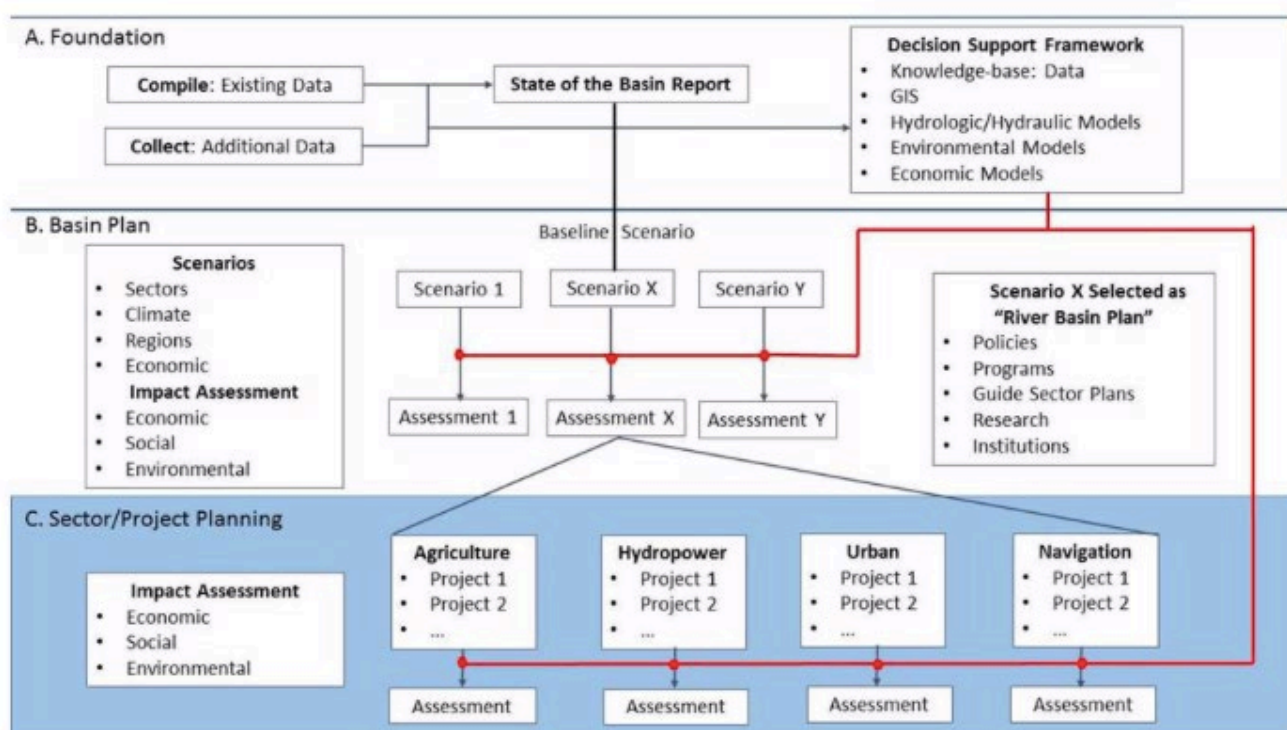 A. Foundation
Compile: Existing Data
Collect: Additional Data
State of the Basin Report
Decision Support Framework
• Knowledge-base: Data
• GIS
• Hydrologic/Hydraulic Models
• Environmental Models
• Economic Models
B. Basin Plan
Scenarios
• Sectors
• Climate
• Regions
• Economic
Impact Assessment
• Economic
• Social
• Environmental
Baseline Scenario
Scenario 1
Scenario X
Scenario Y
Assessment 1
Assessment X
Assessment Y
Scenario X Selected as
“River Basin Plan”
• Policies
• Programs
• Guide Sector Plans
• Research
• Institutions
C. Sector/Project Planning
Impact Assessment
• Economic
• Social
• Environmental
Agriculture
• Project 1
• Project 2
• ...
Hydropower
• Project 1
• Project 2
• ...
Urban
• Project 1
• Project 2
• ...
Navigation
• Project 1
• Project 2
• ...
Assessment
Assessment
Assessment
Assessment